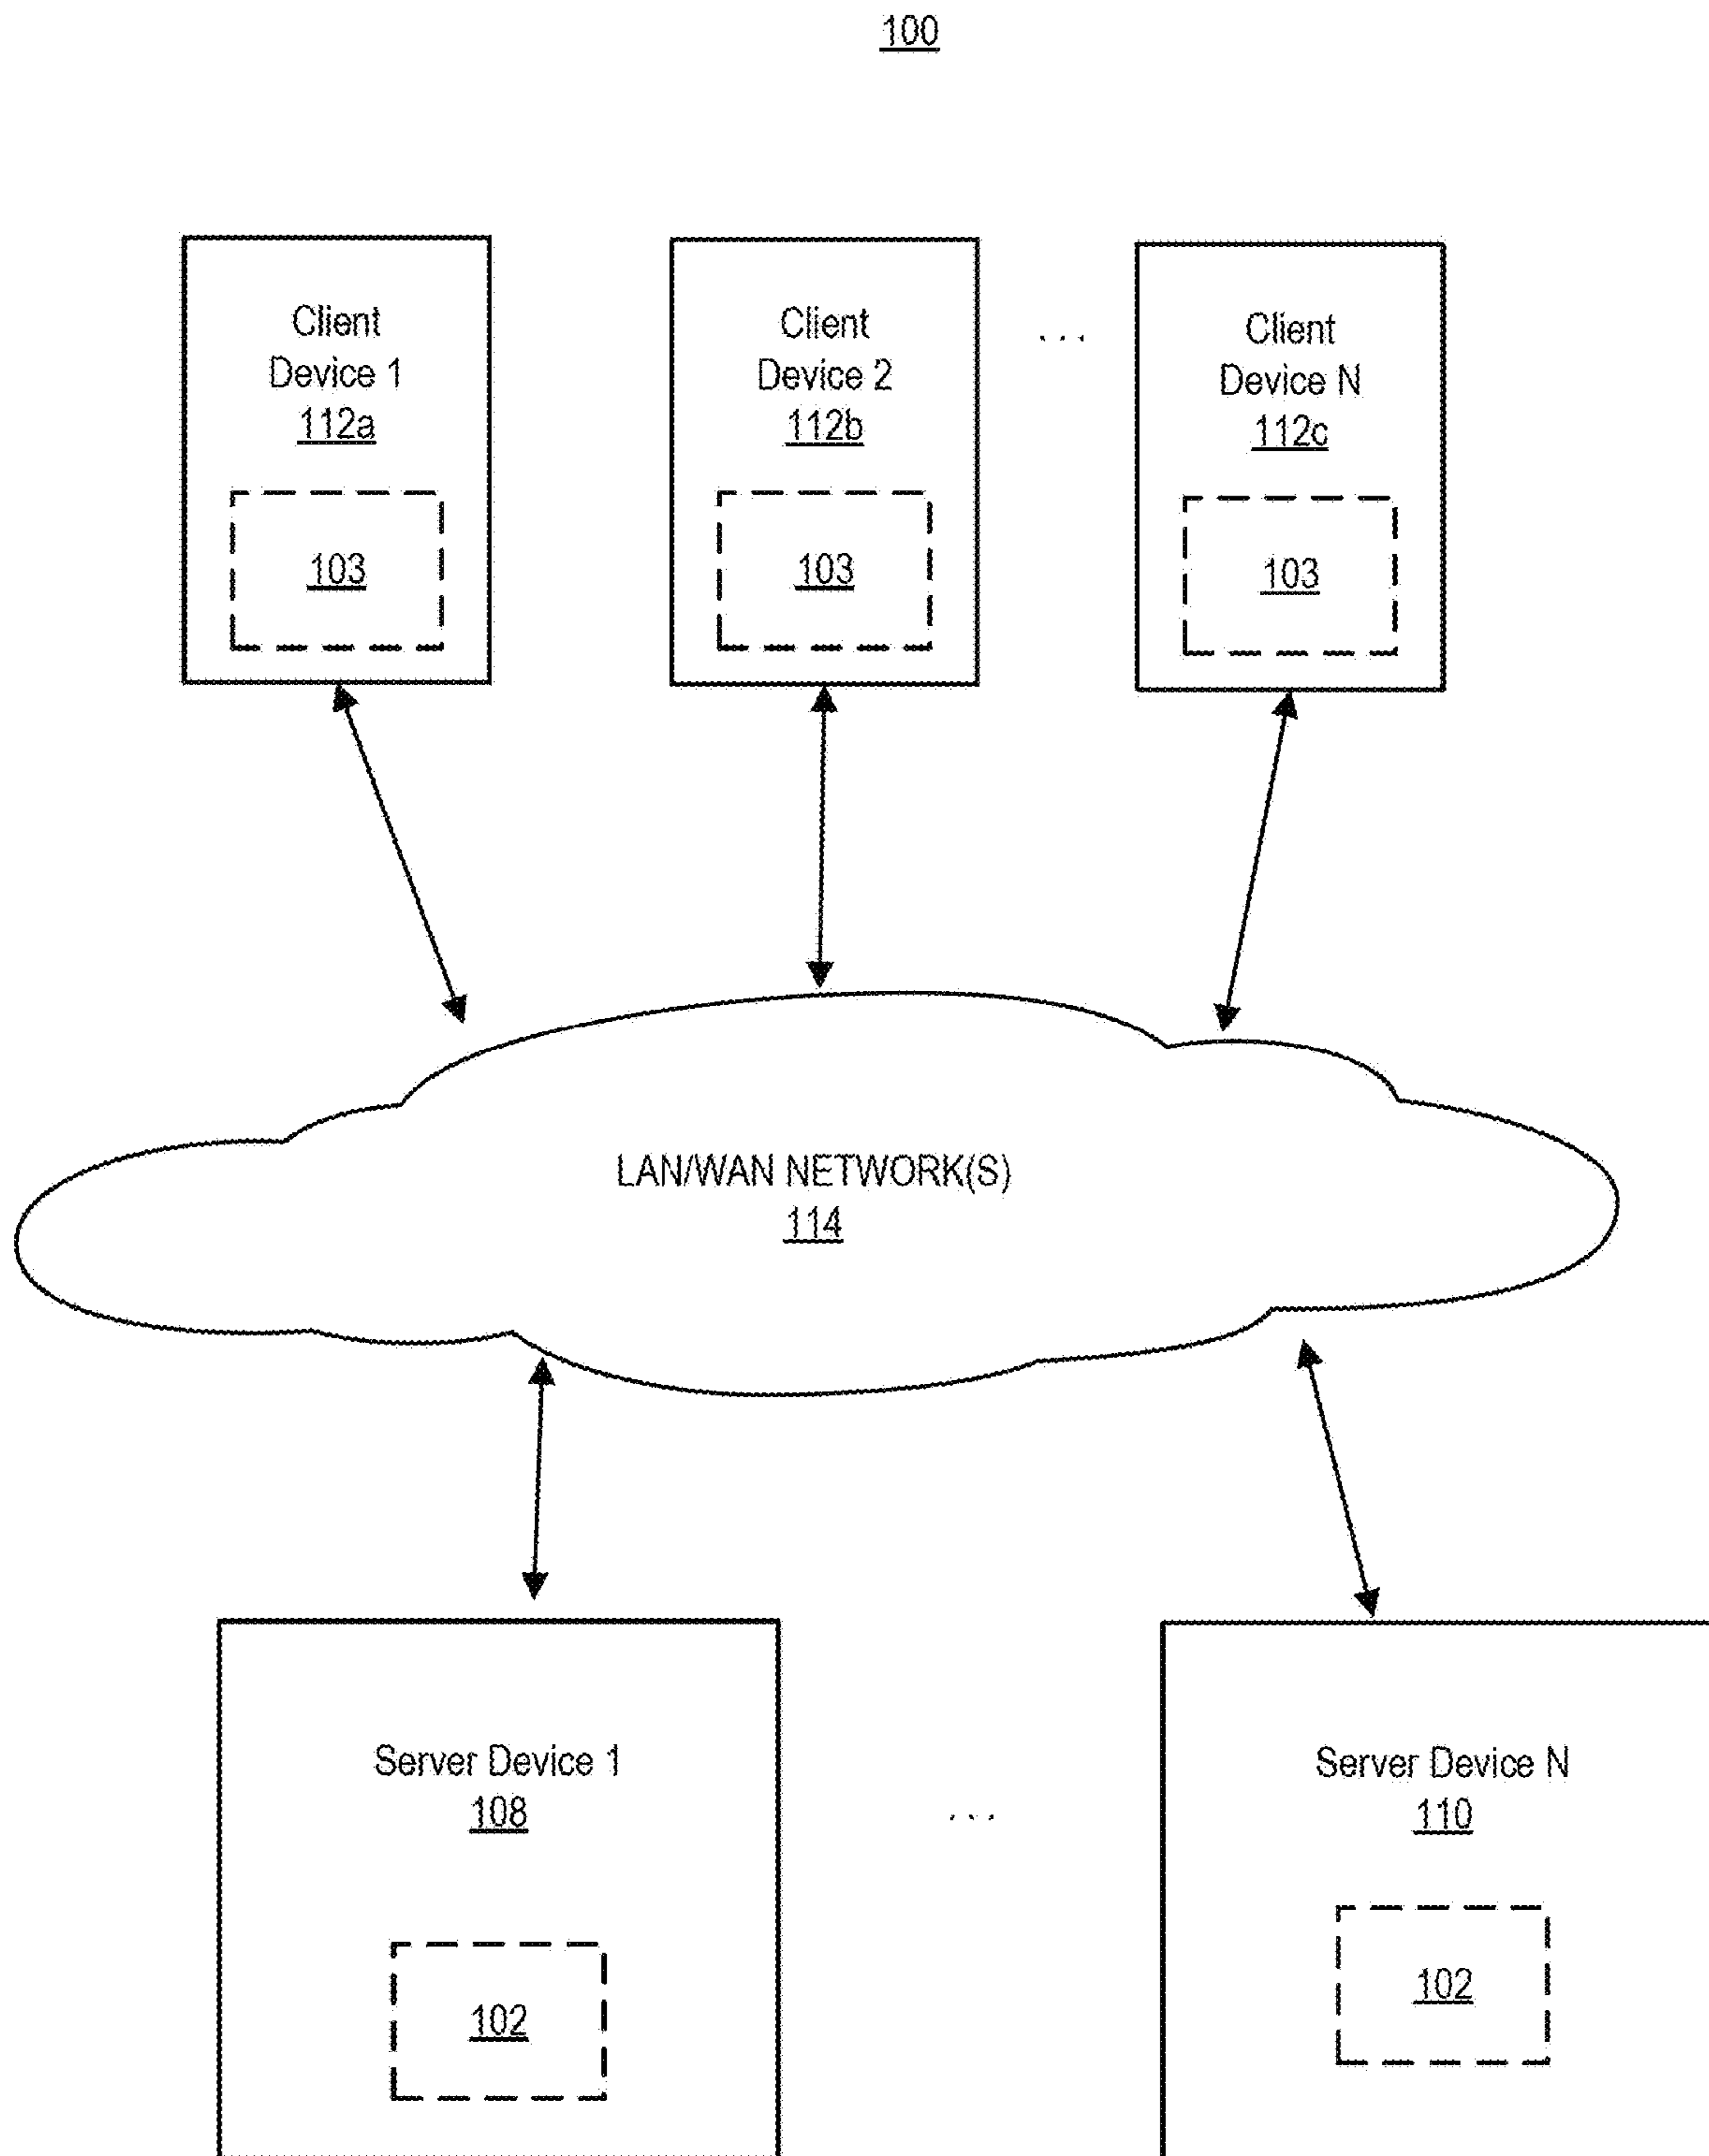 100
Client
Device 1
112a
103
Client
Device 2
112b
103
. . .
Client
Device N
112c
103
LAN/WAN NETWORK(S)
114
Server Device 1
108
102
. . .
Server Device N
110
102